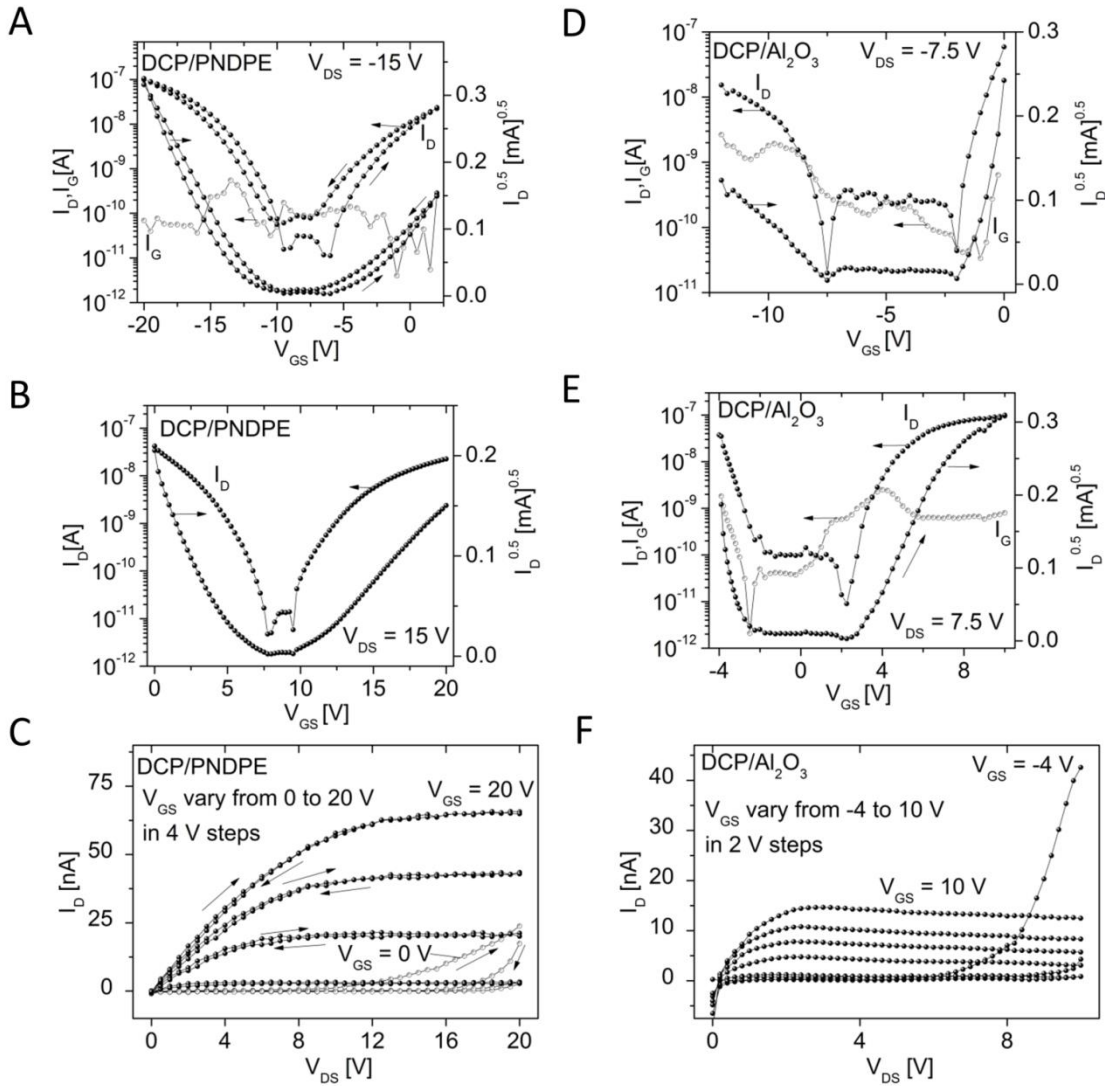 A
DCP/PNDPE
V_DS = -15 V
I_D, I_G[A]
10^-7
10^-8
10^-9
10^-10
10^-11
10^-12
I_D
I_G
0.3
0.2
0.1
0.0
I_D^0.5 [mA]^0.5
-20 -15 -10 -5 0
V_GS [V]
D
DCP/Al2O3
V_DS = -7.5 V
I_D, I_G[A]
10^-7
10^-8
10^-9
10^-10
10^-11
10^-12
I_D
I_G
0.3
0.2
0.1
0.0
I_D^0.5 [mA]^0.5
-10 -5 0
V_GS [V]
B
DCP/PNDPE
I_D[A]
10^-7
10^-8
10^-9
10^-10
10^-11
10^-12
I_D
V_DS = 15 V
0.2
0.1
0.0
I_D^0.5 [mA]^0.5
0 5 10 15 20
V_GS [V]
E
DCP/Al2O3
I_D, I_G[A]
10^-7
10^-8
10^-9
10^-10
10^-11
10^-12
I_D
I_G
V_DS = 7.5 V
0.3
0.2
0.1
0.0
I_D^0.5 [mA]^0.5
-4 0 4 8
V_GS [V]
C
DCP/PNDPE
V_GS vary from 0 to 20 V
in 4 V steps
V_GS = 20 V
V_GS = 0 V
I_D [nA]
75
50
25
0
0 4 8 12 16 20
V_DS [V]
F
DCP/Al2O3
V_GS = -4 V
V_GS vary from -4 to 10 V
in 2 V steps
V_GS = 10 V
I_D [nA]
40
30
20
10
0
0 4 8
V_DS [V]